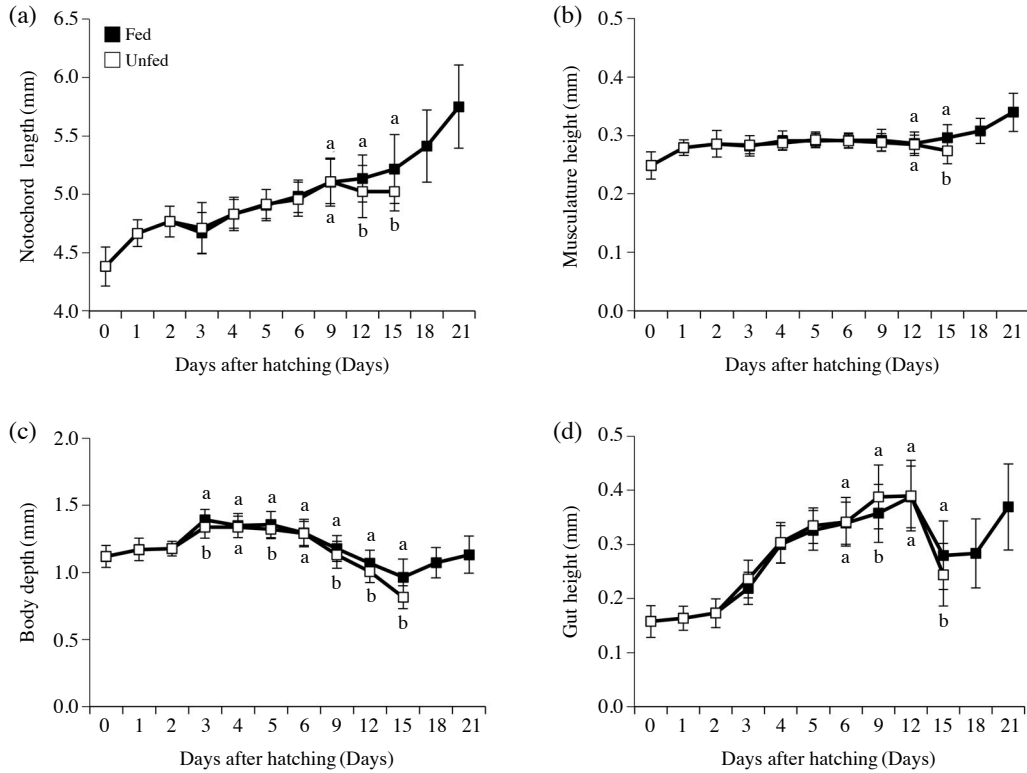 (a)
6.5
6.0
5.5
5.0
4.5
4.0
Notochord length (mm)
Fed
Unfed
a a a
a b b
0 1 2 3 4 5 6 9 12 15 18 21
Days after hatching (Days)
(b)
0.5
0.4
0.3
0.2
0.1
0.0
Musculature height (mm)
a a
a b
0 1 2 3 4 5 6 9 12 15 18 21
Days after hatching (Days)
(c)
2.0
1.5
1.0
0.5
0.0
Body depth (mm)
a a a a a a a
b a b a b b b
0 1 2 3 4 5 6 9 12 15 18 21
Days after hatching (Days)
(d)
0.5
0.4
0.3
0.2
0.1
0.0
Gut height (mm)
a a a a
a b a b
0 1 2 3 4 5 6 9 12 15 18 21
Days after hatching (Days)